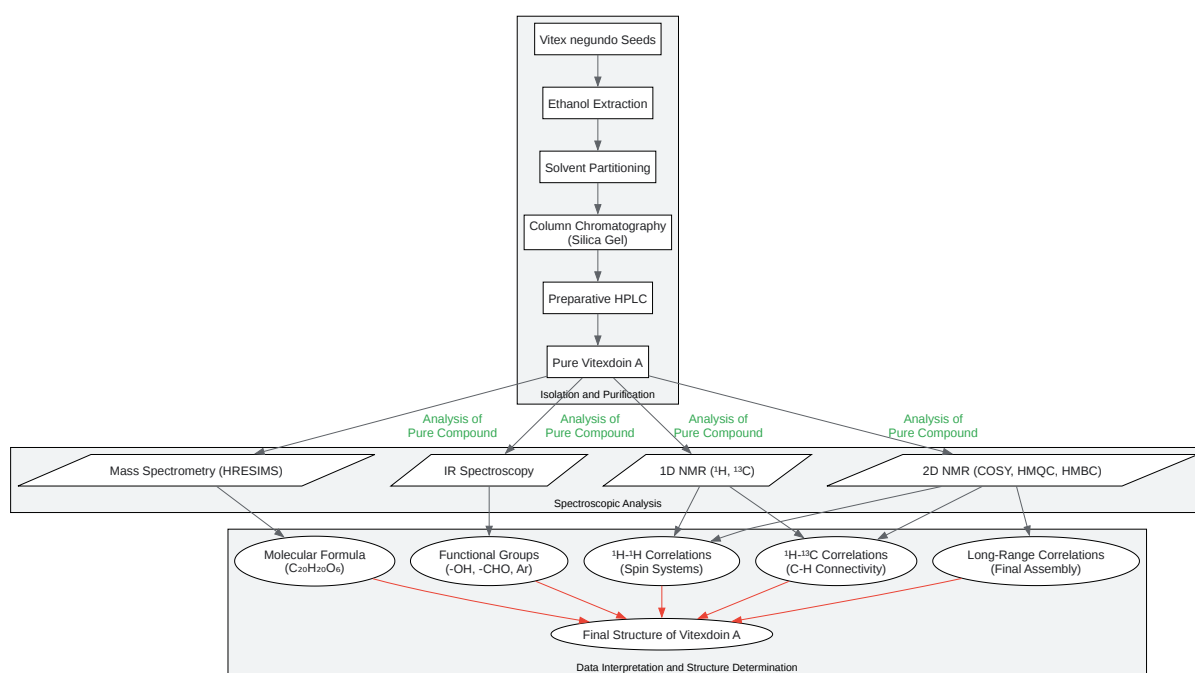 Vitex negundo Seeds
Ethanol Extraction
Solvent Partitioning
Column Chromatography
(Silica Gel)
Preparative HPLC
Pure Vitexdoin A
Isolation and Purification
Analysis of
Pure Compound
Analysis of
Pure Compound
Analysis of
Pure Compound
Analysis of
Pure Compound
Mass Spectrometry (HRESIMS)
IR Spectroscopy
1D NMR (¹H, ¹³C)
2D NMR (COSY, HMQC, HMBC)
Spectroscopic Analysis
Molecular Formula
(C₂₀H₂₀O₆)
Functional Groups
(-OH, -CHO, Ar)
¹H-¹H Correlations
(Spin Systems)
¹H-¹³C Correlations
(C-H Connectivity)
Long-Range Correlations
(Final Assembly)
Final Structure of Vitexdoin A
Data Interpretation and Structure Determination